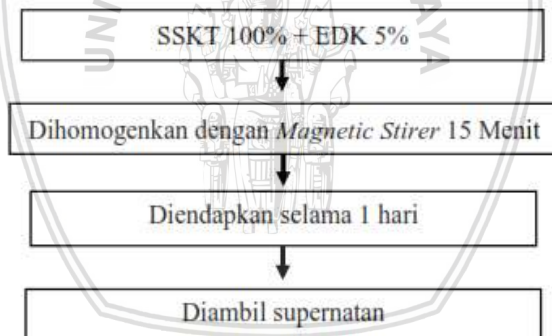 SSKT 100% + EDK 5%
Dihomogenkan dengan Magnetic Stirer 15 Menit
Diendapkan selama 1 hari
Diambil supernatan